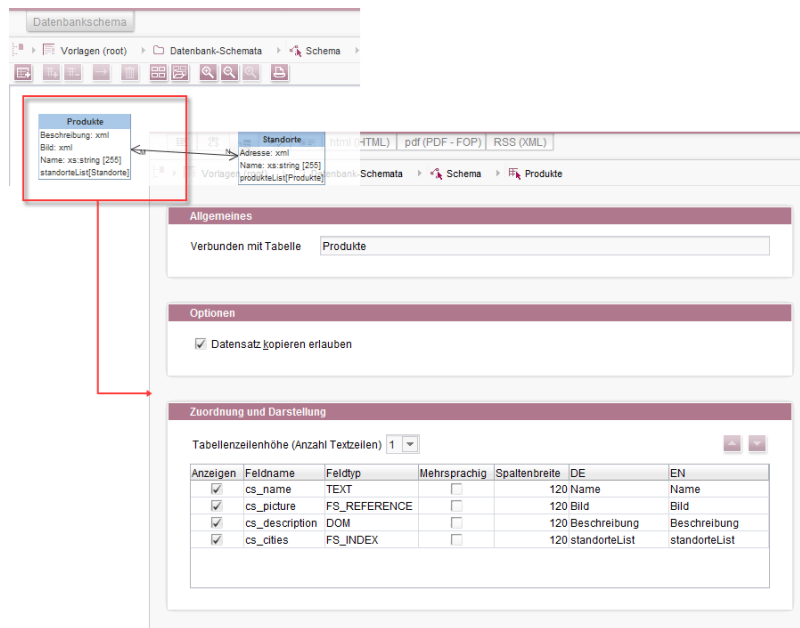 Datenbankschema
Vorlagen (root) Datenbank-Schemata Schema
Produkte
Beschreibung: xml
Bild: xml
Name: xs:string [255]
standorteList[Standorte]
M
N
Standorte
Adresse: xml
Name: xs:string [255]
produkteList[Produkte]
html (HTML) pdf (PDF - FOP) RSS (XML)
Vorlagen (root) Datenbank-Schemata Schema Produkte
Allgemeines
Verbunden mit Tabelle Produkte
Optionen
Datensatz kopieren erlauben
Zuordnung und Darstellung
Tabellenzeilenhöhe (Anzahl Textzeilen) 1
Anzeigen Feldname Feldtyp Mehrsprachig Spaltenbreite DE EN
cs_name TEXT 120 Name Name
cs_picture FS_REFERENCE 120 Bild Bild
cs_description DOM 120 Beschreibung Beschreibung
cs_cities FS_INDEX 120 standorteList standorteList